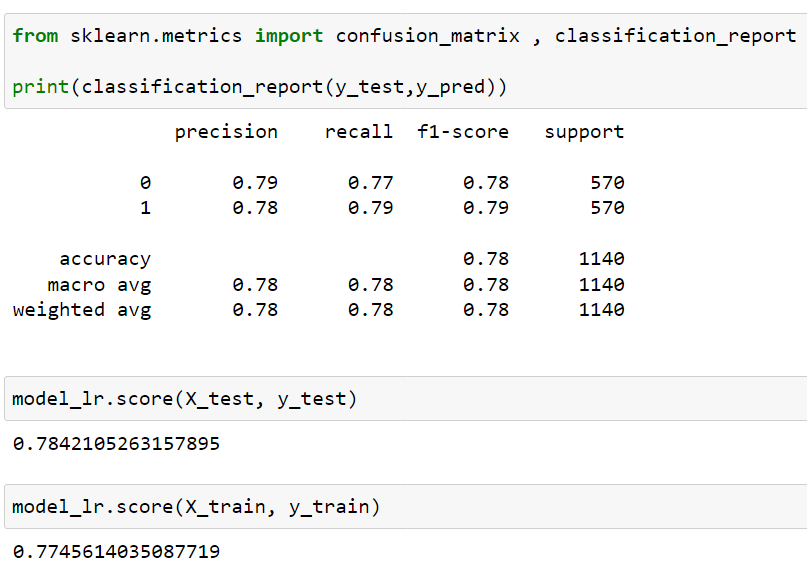 from sklearn.metrics import confusion_matrix , classification_report
print(classification_report(y_test,y_pred))
precision recall f1-score support
0 0.79 0.77 0.78 570
1 0.78 0.79 0.79 570
accuracy 0.78 1140
macro avg 0.78 0.78 0.78 1140
weighted avg 0.78 0.78 0.78 1140
model_lr.score(X_test, y_test)
0.7842105263157895
model_lr.score(X_train, y_train)
0.7745614035087719